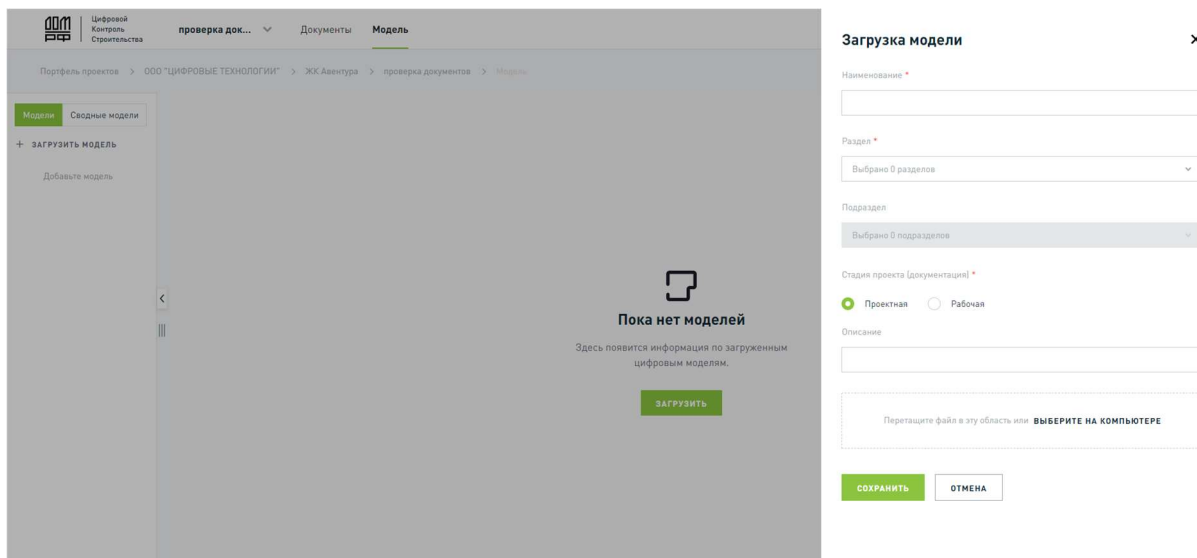 ДОМ
РФ
Цифровой
Контроль
Строительства
проверка док...
Документы
Модель
Портфель проектов > ООО "ЦИФРОВЫЕ ТЕХНОЛОГИИ" > ЖК Авентура > проверка документов > Модель
Модели
Сводные модели
+ ЗАГРУЗИТЬ МОДЕЛЬ
Добавьте модель
Пока нет моделей
Здесь появится информация по загруженным
цифровым моделям.
ЗАГРУЗИТЬ
Загрузка модели
Наименование *
Раздел *
Выбрано 0 разделов
Подраздел
Выбрано 0 подразделов
Стадия проекта (документация) *
Проектная
Рабочая
Описание
Перетащите файл в эту область или ВЫБЕРИТЕ НА КОМПЬЮТЕРЕ
СОХРАНИТЬ
ОТМЕНА